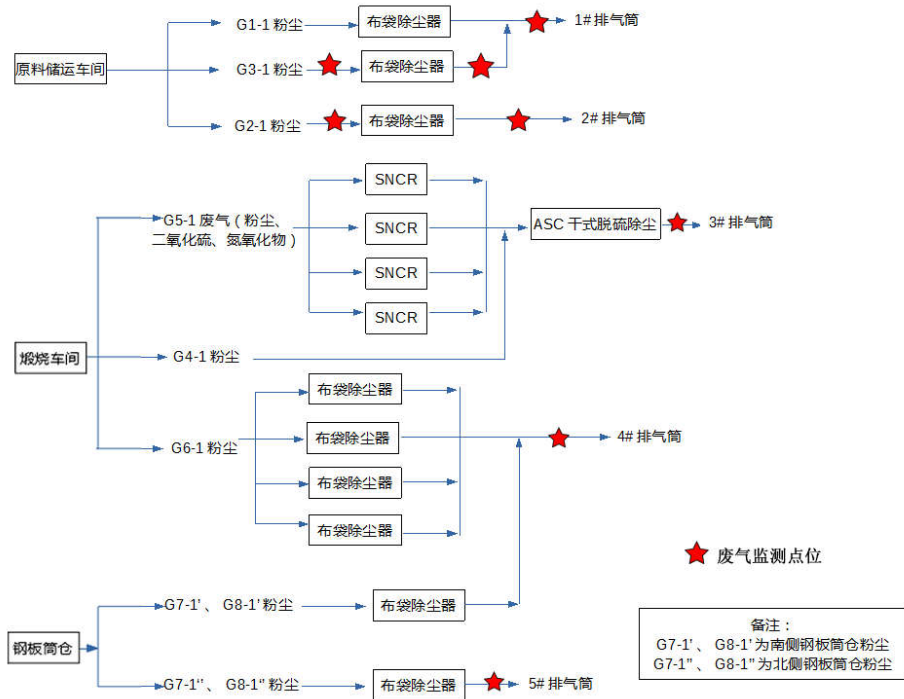 G1-1 粉尘
布袋除尘器
1# 排气筒
原料储运车间
G3-1 粉尘
布袋除尘器
G2-1 粉尘
布袋除尘器
2# 排气筒
SNCR
G5-1 废气 ( 粉尘、
二氧化硫、氮氧化物 )
SNCR
ASC 干式脱硫除尘
3# 排气筒
SNCR
SNCR
煅烧车间
G4-1 粉尘
布袋除尘器
G6-1 粉尘
布袋除尘器
4# 排气筒
布袋除尘器
布袋除尘器
废气监测点位
G7-1' 、 G8-1' 粉尘
布袋除尘器
钢板筒仓
备注：
G7-1' 、 G8-1' 为南侧钢板筒仓粉尘
G7-1'' 、 G8-1'' 为北侧钢板筒仓粉尘
G7-1'' 、 G8-1'' 粉尘
布袋除尘器
5# 排气筒